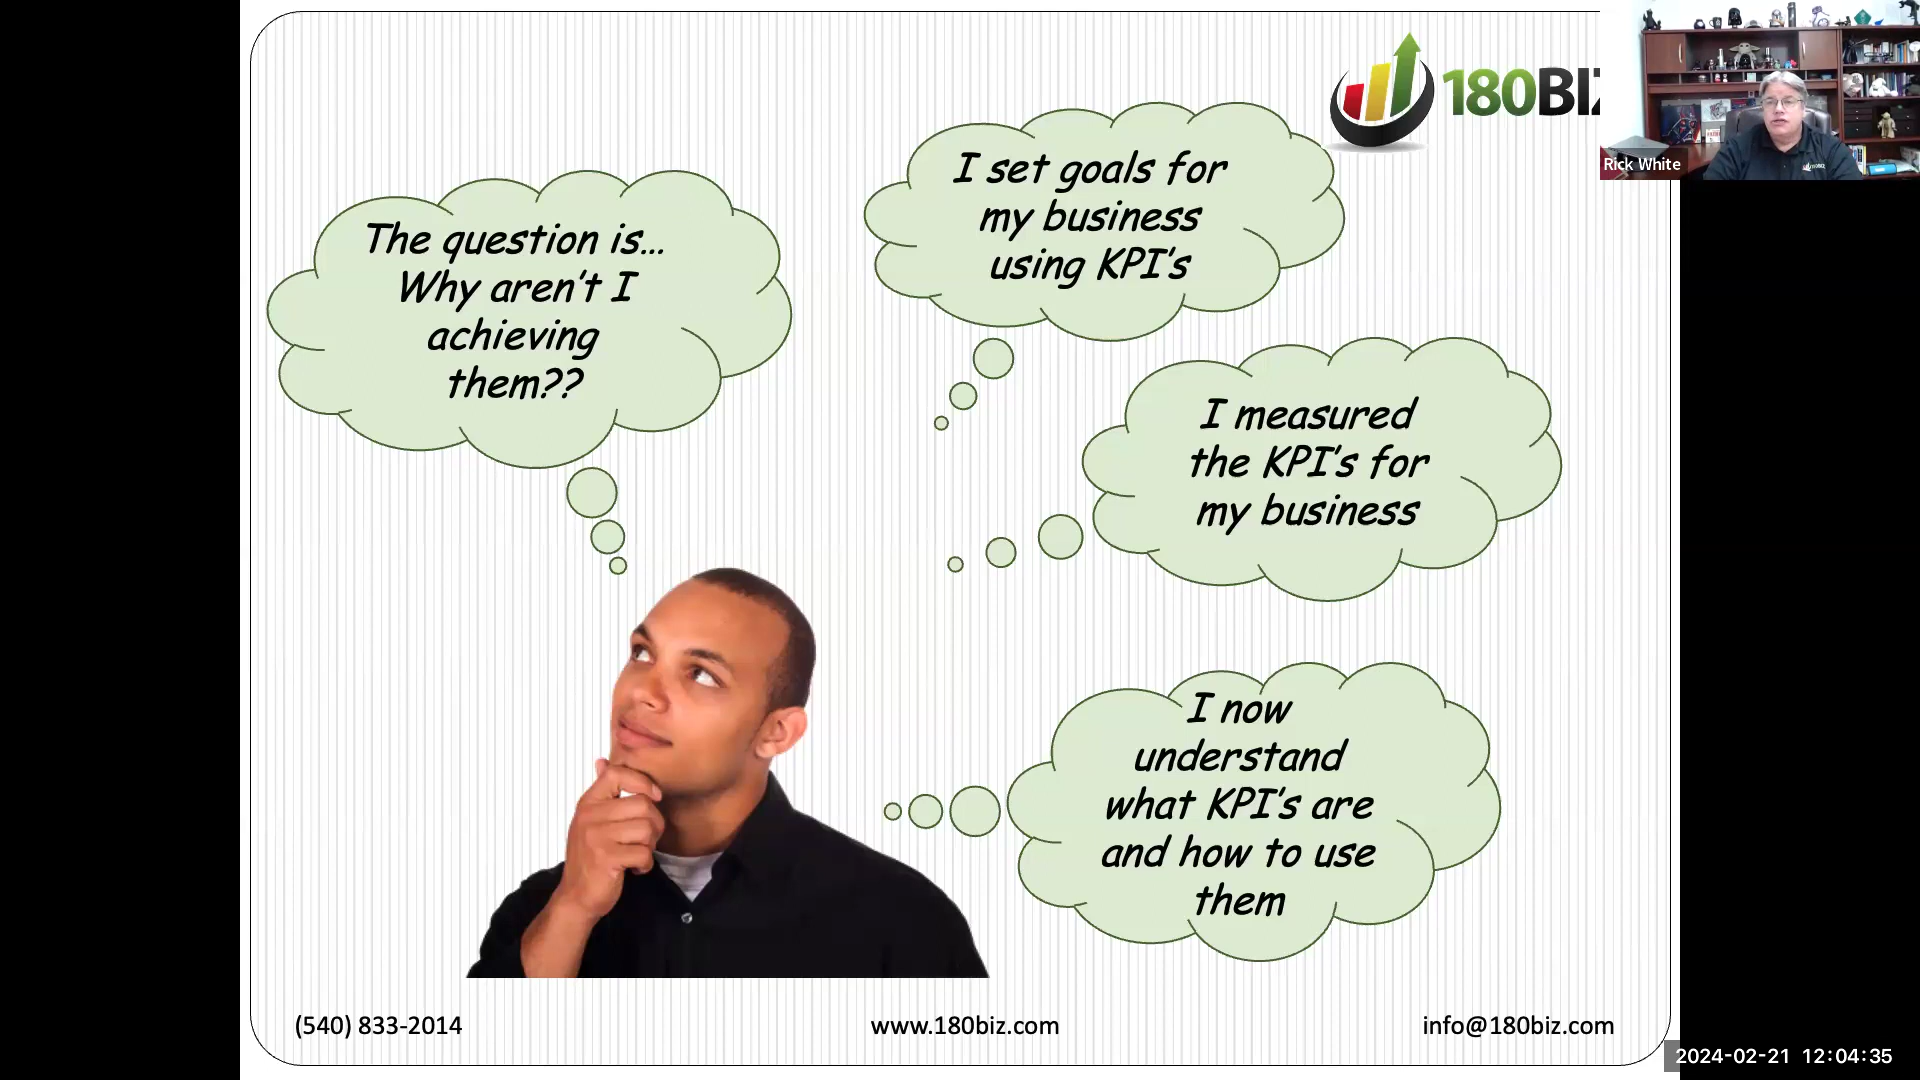 180BIZ
Rick White
The question is...
Why aren't I
achieving
them??
I set goals for
my business
using KPI's
I measured
the KPI's for
my business
I now
understand
what KPI's are
and how to use
them
(540) 833-2014
www.180biz.com
info@180biz.com
2024-02-21 12:04:35